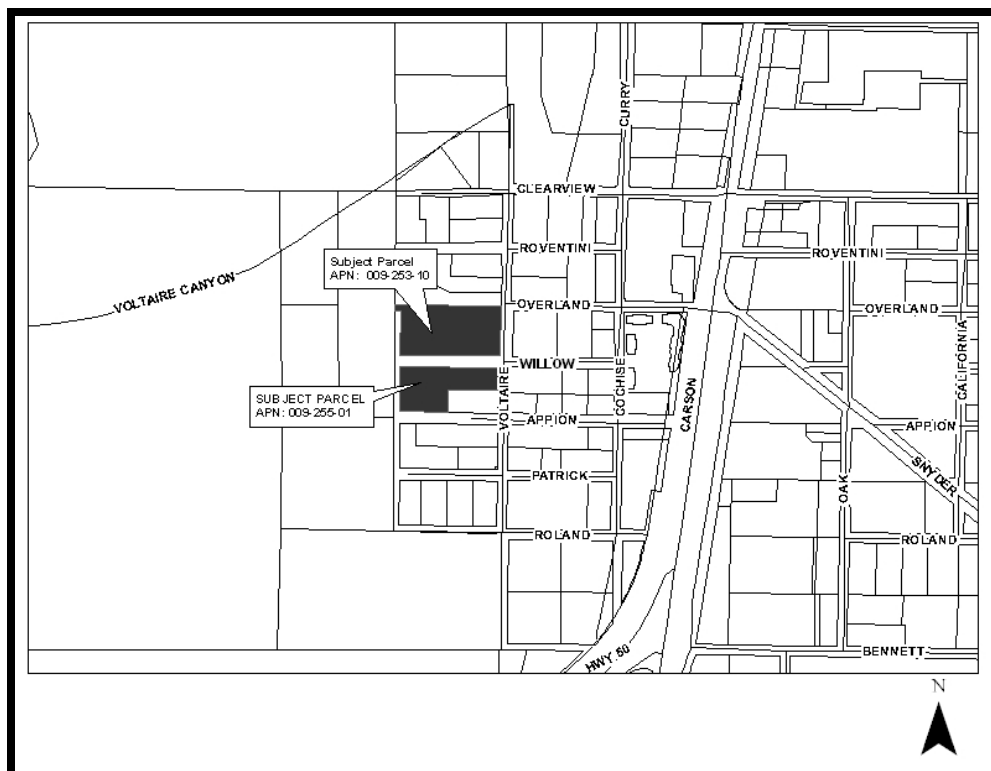 CURRY
CLEARVIEW
ROVENTINI
ROVENTINI
Subject Parcel
APN: 009-253-10
VOLTAIRE CANYON
OVERLAND
OVERLAND
WILLOW
VOLTAIRE
COCHISE
CARSON
CALIFORNIA
SUBJECT PARCEL
APN: 009-255-01
APPION
APPION
SNYDER
PATRICK
OAK
ROLAND
ROLAND
HWY 50
BENNETT
N